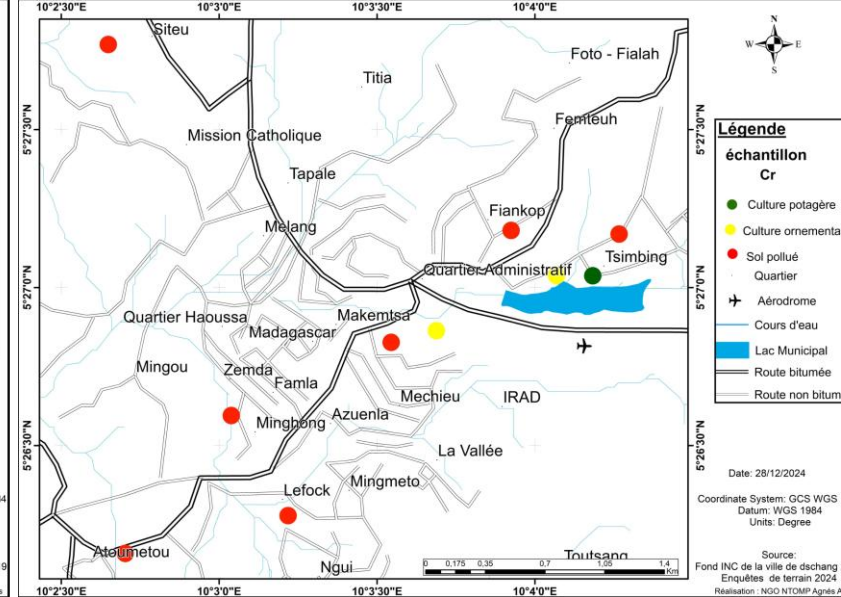 10°2'30"E
10°3'0"E
10°3'30"E
10°4'0"E
Siteu
Foto - Fialah
Titia
5°27'30"N
Mission Catholique
Femteuh
5°27'30"N
Tapale
Fiankop
Melang
Tsimbing
Quartier Administratif
5°27'0"N
5°27'0"N
Quartier Haoussa
Makemtsa
Madagascar
Mingou
Zemda
Famla
Mechieu
IRAD
Azuenla
Minghong
5°26'30"N
5°26'30"N
La Vallée
Mingmeto
Lefock
Atoumetou
Toutsang
Ngui
0 0,175 0,35 0,7 1,05 1,4
Km
10°2'30"E
10°3'0"E
10°3'30"E
10°4'0"E
N
W E
S
Légende
échantillon
Cr
Culture potagère
Culture ornementa
Sol pollué
Quartier
Aérodrome
Cours d'eau
Lac Municipal
Route bitumée
Route non bitum
Date: 28/12/2024
Coordinate System: GCS WGS
Datum: WGS 1984
Units: Degree
Source:
Fond INC de la ville de dschang
Enquêtes de terrain 2024
Réalisation : NGO NTOMP Agnès A